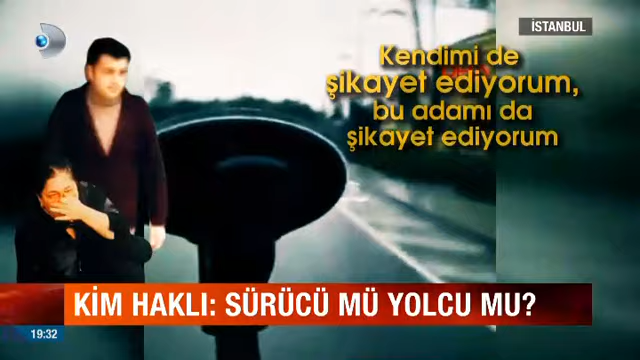 İSTANBUL
Kendimi de
şikayet ediyorum,
bu adamı da
şikayet ediyorum
KİM HAKLI: SÜRÜCÜ MÜ YOLCU MU?
19:32